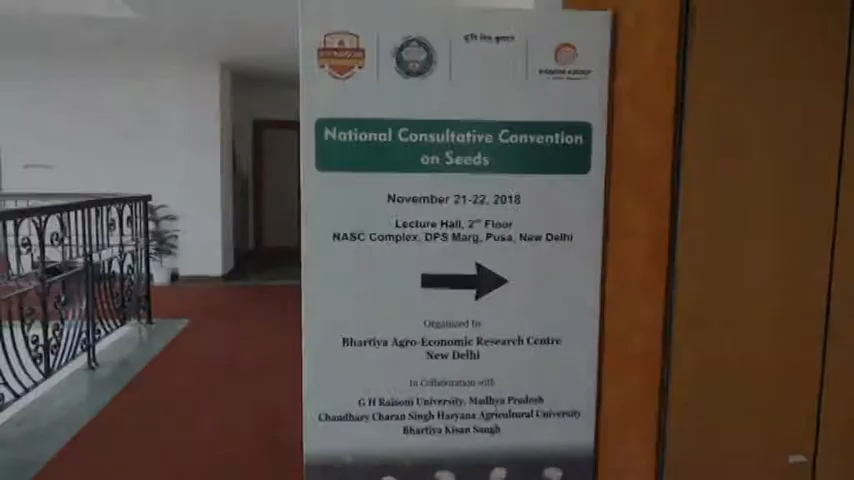 कृषि मित कृषस्व
National Consultative Convention
on Seeds
November 21-22, 2018
Lecture Hall, 2nd Floor
NASC Complex, DPS Marg, Pusa, New Delhi
Organized by
Bhartiya Agro-Economic Research Centre
New Delhi
In Collaboration with
G H Raisoni University, Madhya Pradesh
Chaudhary Charan Singh Haryana Agricultural University
Bhartiya Kisan Sangh